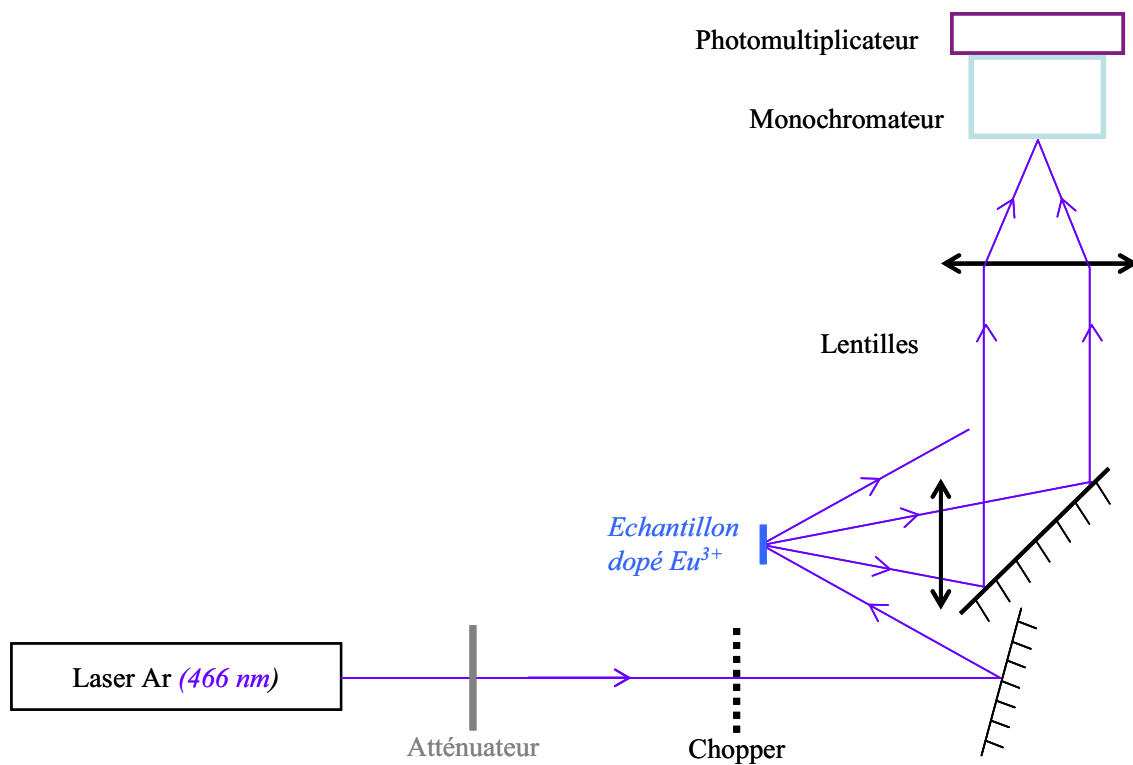 Photomultiplicateur
Monochromateur
Lentilles
Echantillon
dopé Eu³⁺
Laser Ar (466 nm)
Atténuateur
Chopper